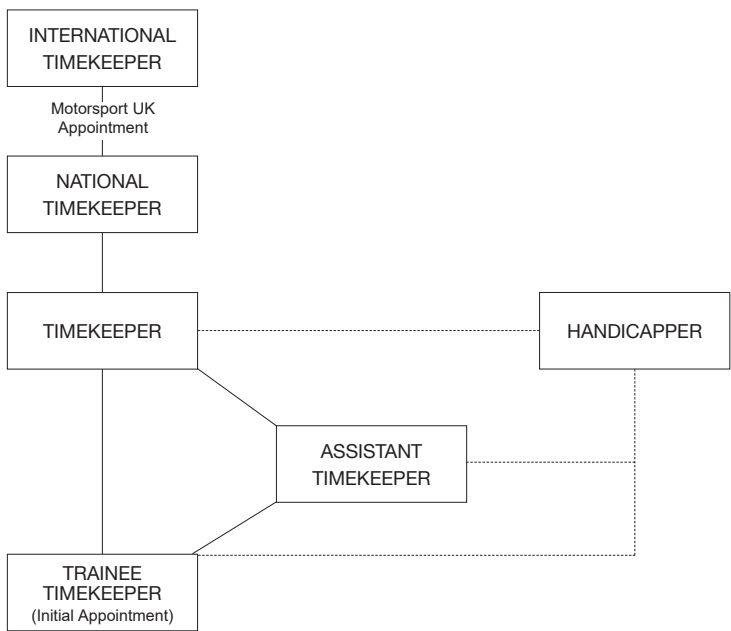 INTERNATIONAL
TIMEKEEPER
Motorsport UK
Appointment
NATIONAL
TIMEKEEPER
TIMEKEEPER
HANDICAPPER
ASSISTANT
TIMEKEEPER
TRAINEE
TIMEKEEPER
(Initial Appointment)